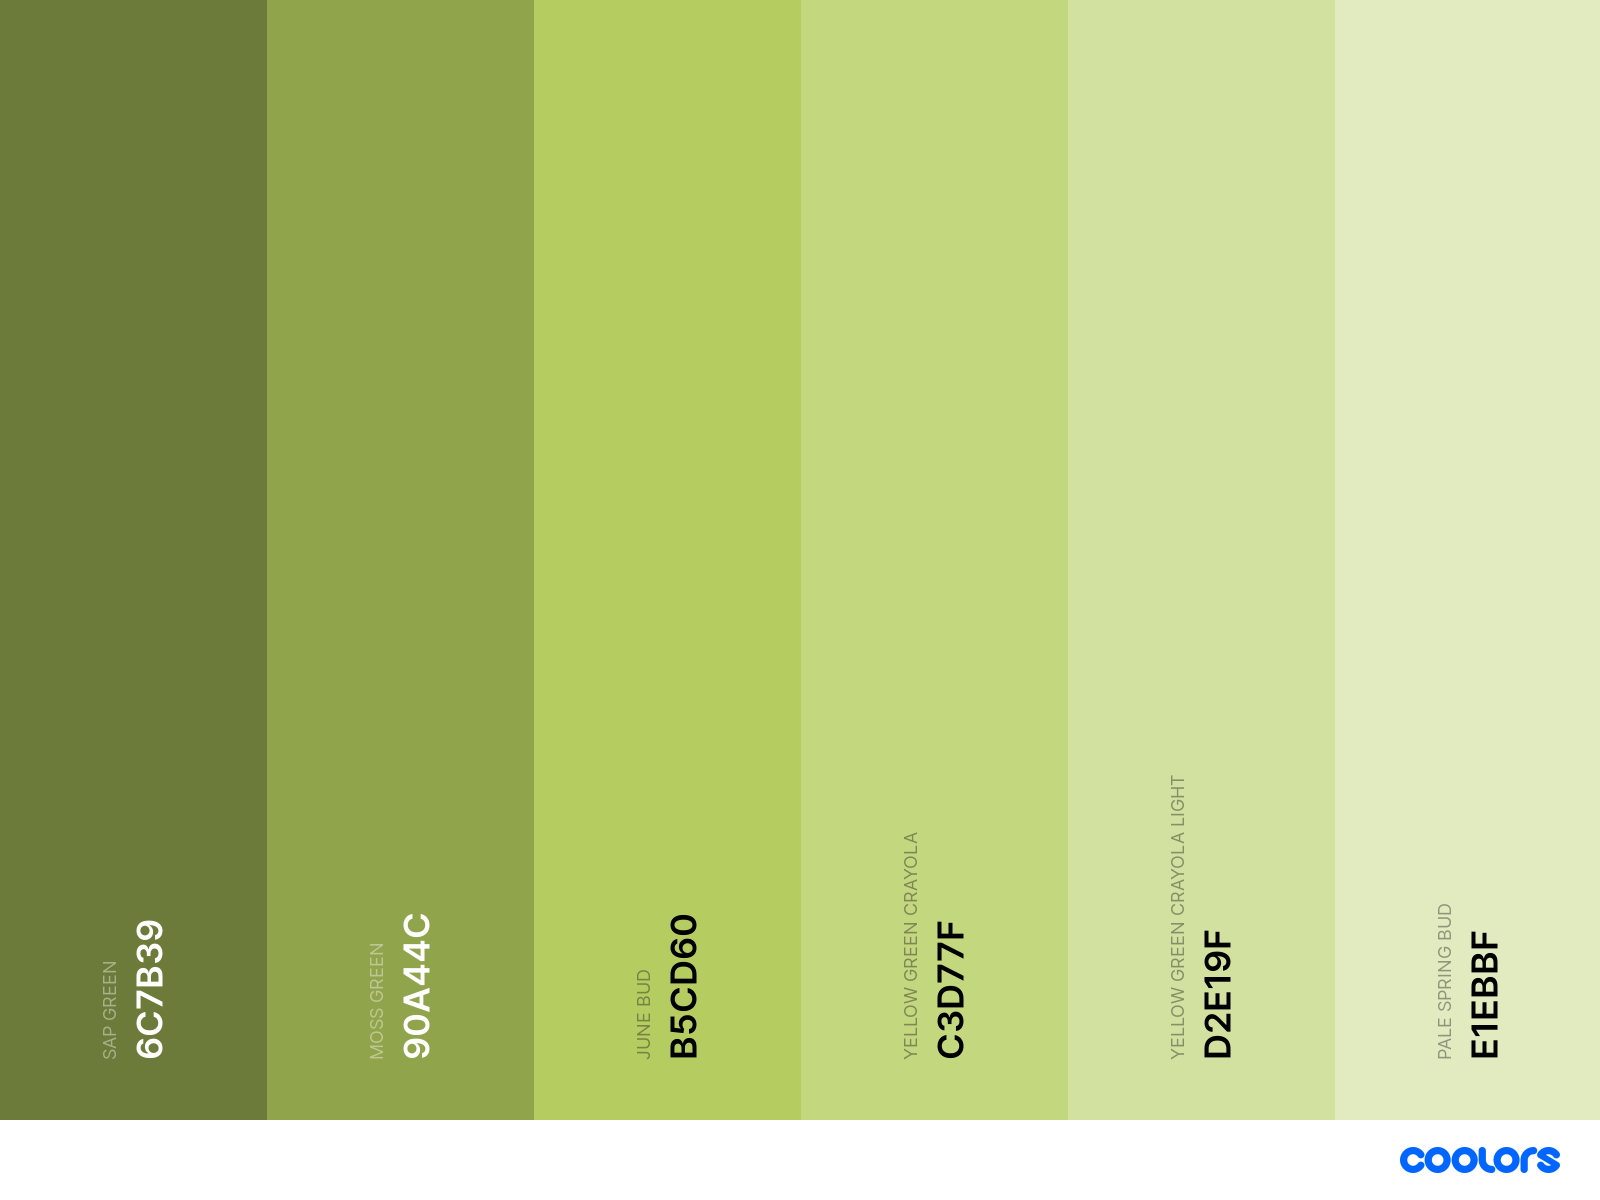 SAP GREEN
6C7B39
MOSS GREEN
90A44C
JUNE BUD
B5CD60
YELLOW GREEN CRAYOLA
C3D77F
YELLOW GREEN CRAYOLA LIGHT
D2E19F
PALE SPRING BUD
E1EBBF
coolors